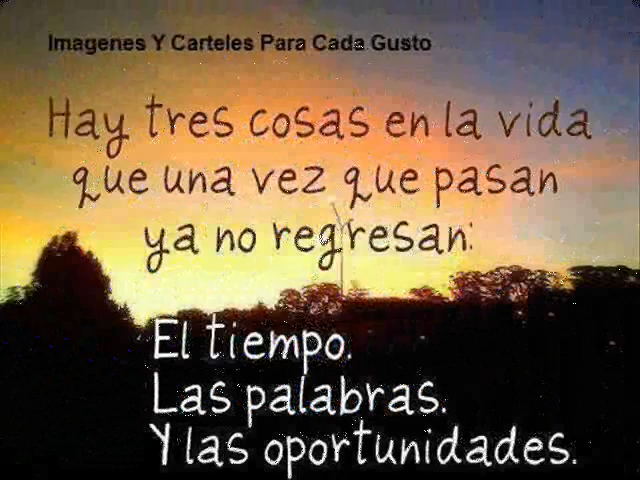 Imagenes Y Carteles Para Cada Gusto
Hay tres cosas en la vida
que una vez que pasan
ya no regresan:
El tiempo.
Las palabras.
Y las oportunidades.